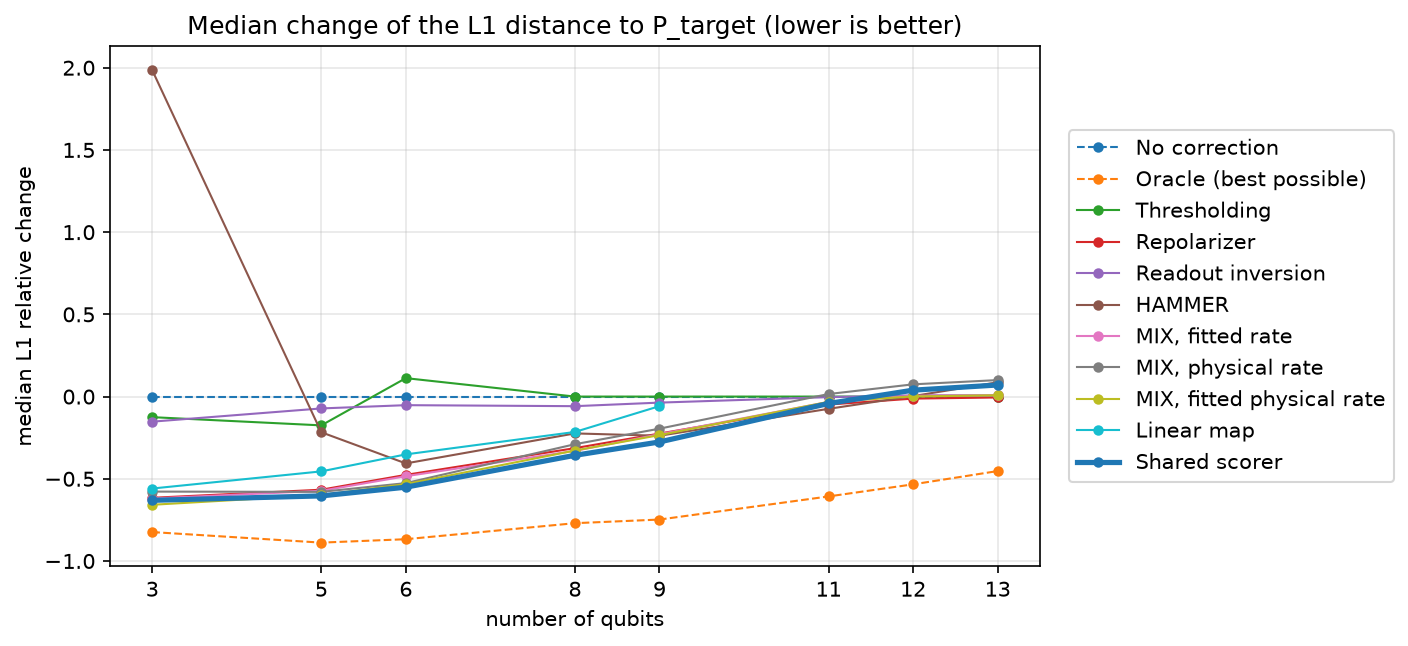 Median change of the L1 distance to P_target (lower is better)
median L1 relative change
2.0
1.5
1.0
0.5
0.0
−0.5
−1.0
3
5
6
8
9
11
12
13
number of qubits
No correction
Oracle (best possible)
Thresholding
Repolarizer
Readout inversion
HAMMER
MIX, fitted rate
MIX, physical rate
MIX, fitted physical rate
Linear map
Shared scorer